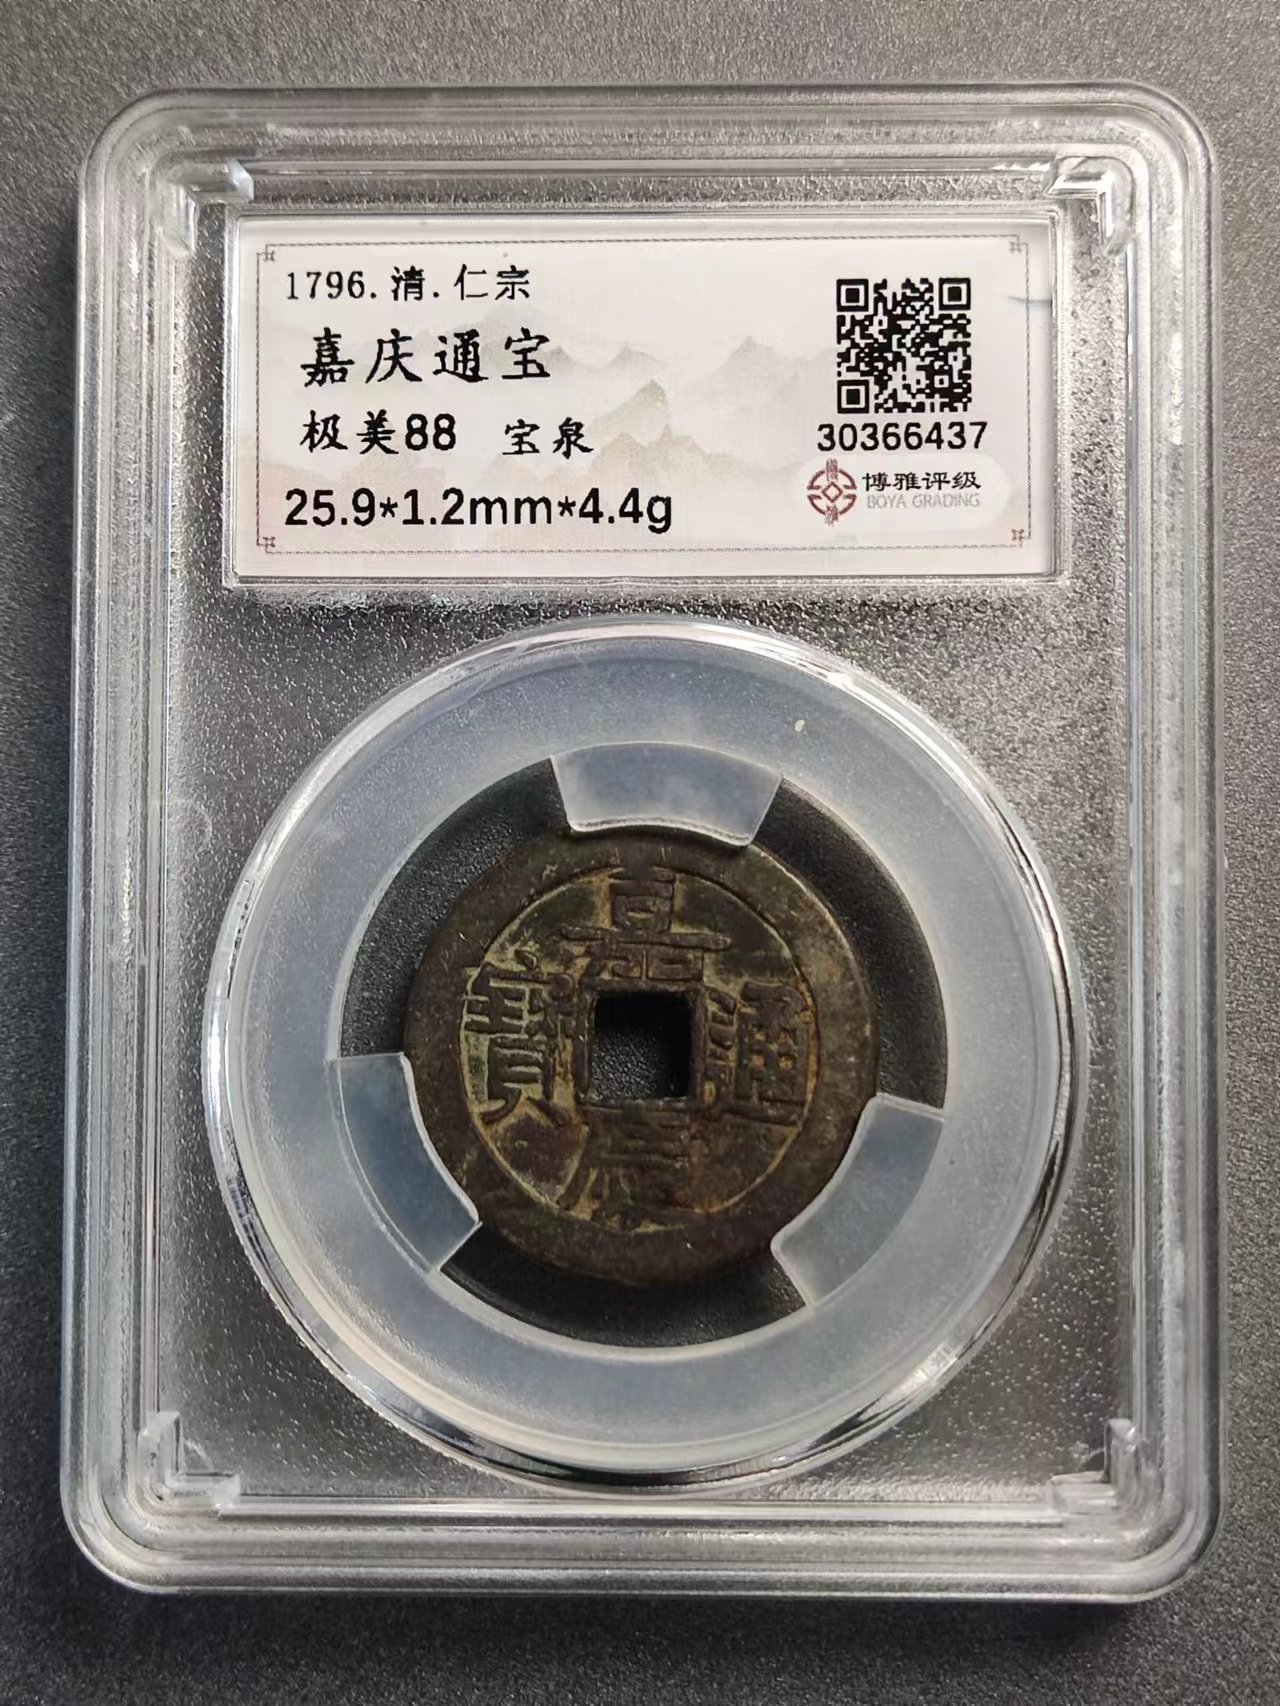 1796.清.仁宗
嘉庆通宝
极美88 宝泉
25.9*1.2mm*4.4g
30366437
博雅评级
BOYA GRADING
嘉慶通寶